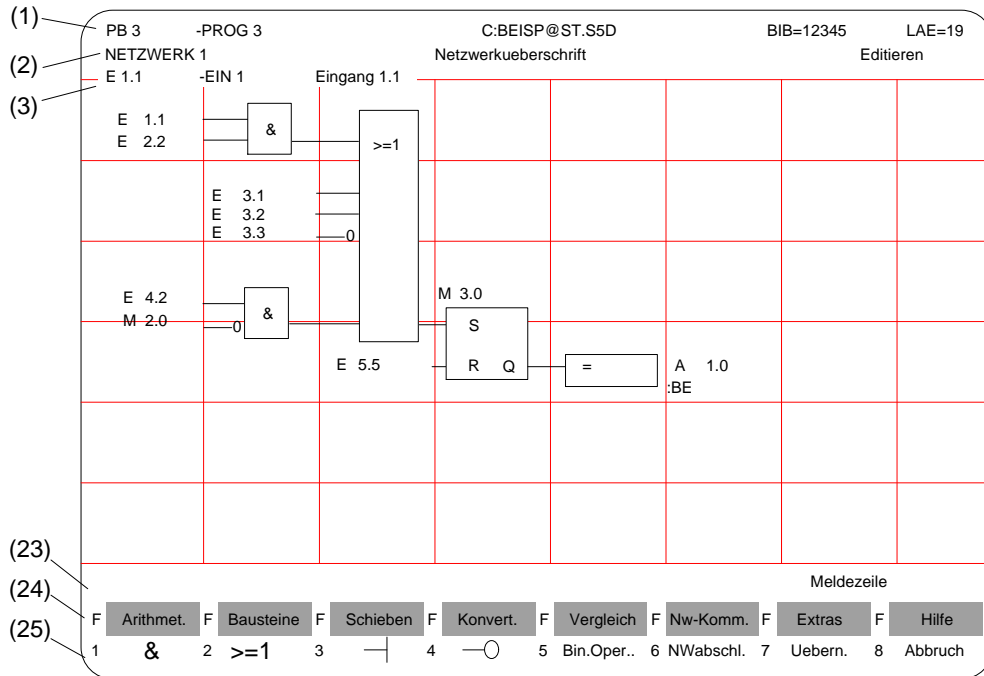 (1) PB 3 -PROG 3 C:BEISP@ST.S5D BIB=12345 LAE=19
(2) NETZWERK 1 Netzwerkueberschrift Editieren
(3) E 1.1 -EIN 1 Eingang 1.1
E 1.1
E 2.2
&
>=1
E 3.1
E 3.2
E 3.3 0
E 4.2
M 2.0 0
&
M 3.0
S
E 5.5 R Q = A 1.0
:BE
(23) Meldezeile
(24) F Arithmet. F Bausteine F Schieben F Konvert. F Vergleich F Nw-Komm. F Extras F Hilfe
(25) 1 & 2 >=1 3 4 5 Bin.Oper.. 6 NWabschl. 7 Uebern. 8 Abbruch